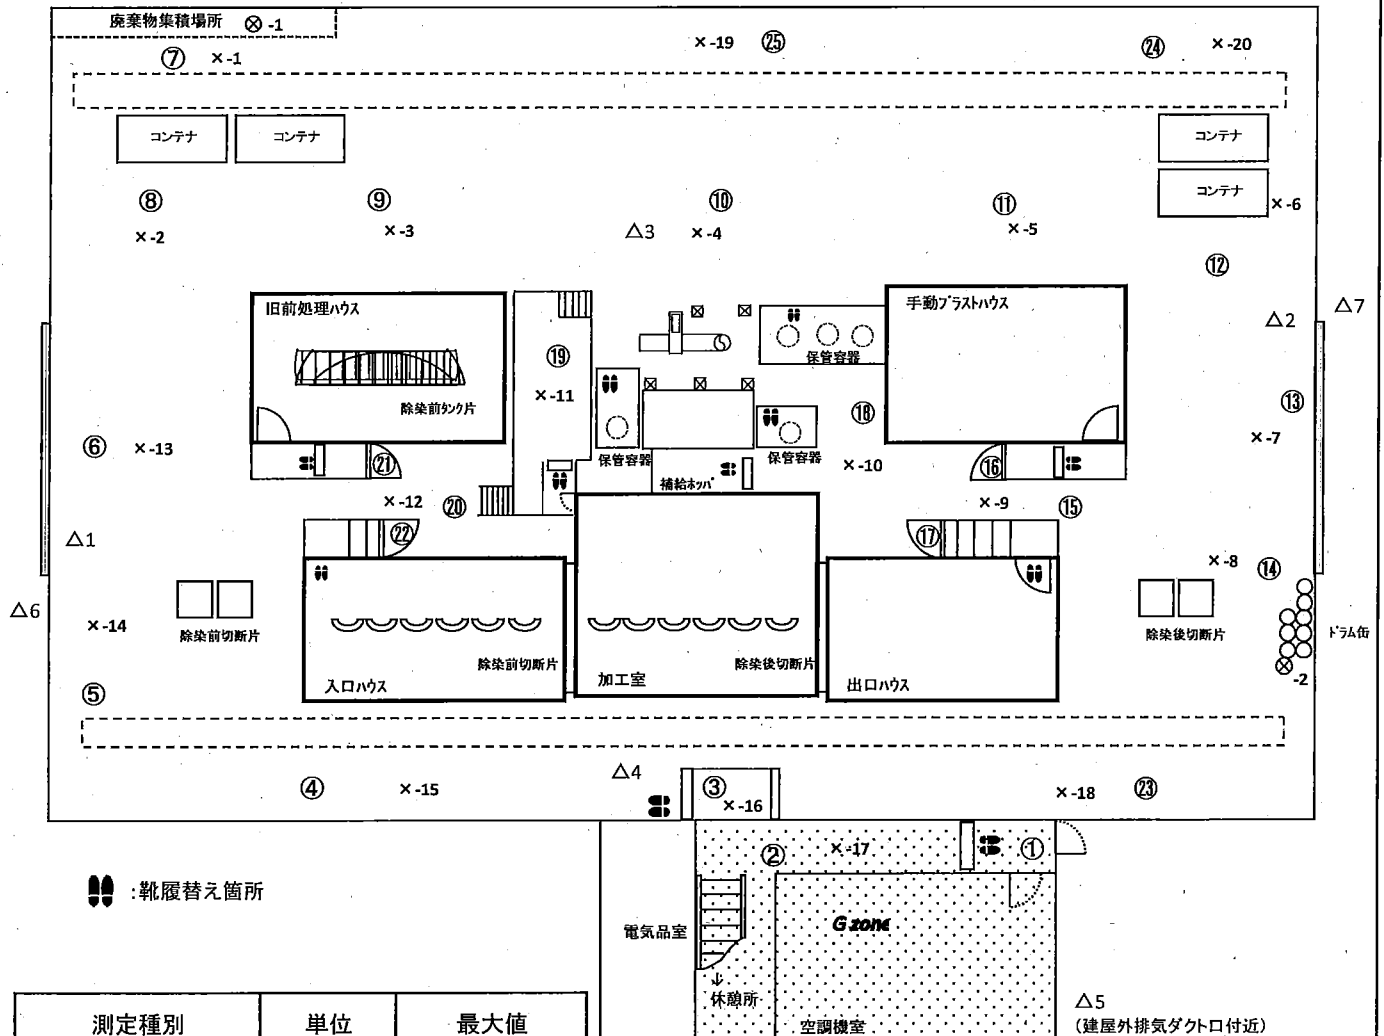 廃棄物集積場所 ⊗ -1
⑦ ×-1
×-19 ㉕
㉔ ×-20
コンテナ コンテナ
コンテナ
コンテナ
×-6
⑧ ⑨ ⑩ ⑪
×-2 ×-3 △3 ×-4 ×-5
⑫
△2 △7
旧前処理ハウス
手動ブラストハウス
⑲
保管容器
×-11
除染前タンク片
⑱
⑬
⑥ ×-13
×-7
㉑
保管容器
保管容器
×-10
⑯
補給ホッパ
×-12 ⑳
×-9 ⑮
△1
㉒
⑰
×-8 ⑭
△6
×-14
除染前切断片
除染後切断片
ドラム缶
除染前切断片
除染後切断片
入口ハウス
加工室
出口ハウス
⊗
-2
⑤
④ ×-15
△4
③ ×-16
×-18 ㉓
② ×-17 ①
:靴履替え箇所
電気品室
G zone
休憩所
空調機室
△5
(建屋外排気ダクト口付近)
測定種別 単位 最大値